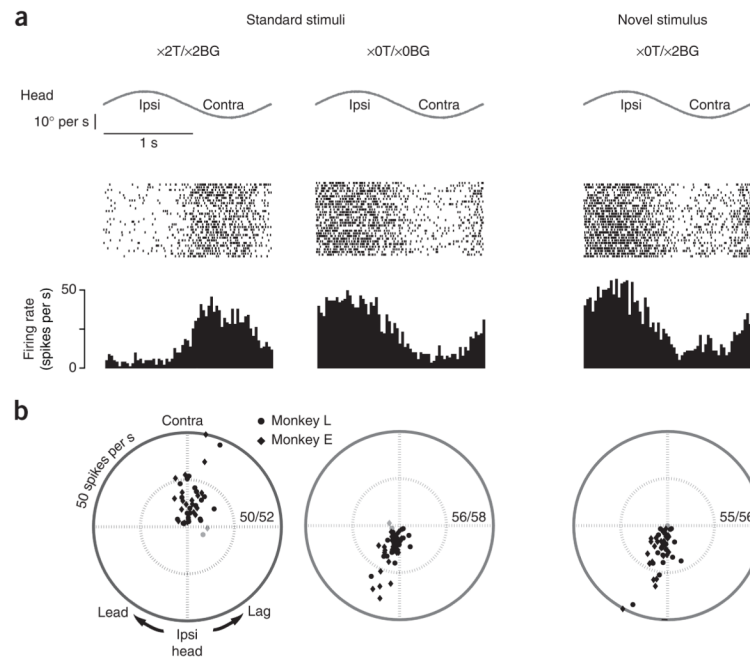 a
Standard stimuli
Novel stimulus
×2T/×2BG
×0T/×0BG
×0T/×2BG
Head
Ipsi
Contra
Ipsi
Contra
Ipsi
Contra
10° per s
1 s
50
0
Firing rate
(spikes per s)
b
Contra
Monkey L
Monkey E
50 spikes per s
50/52
56/58
55/56
Lead
Lag
Ipsi
head